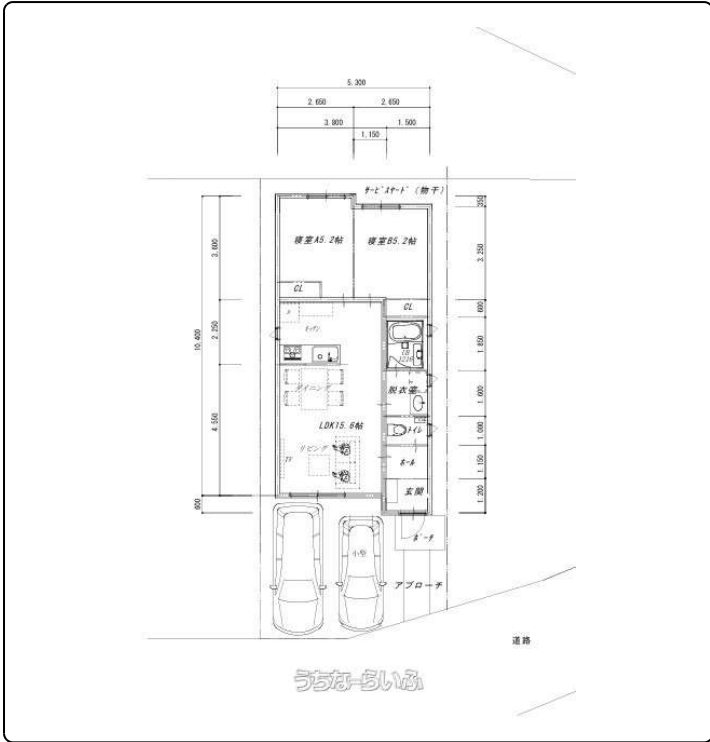 5.300
2.650 2.650
3.800 1.500
1.150
サービスヤード(物干)
350
寝室A5.2帖 寝室B5.2帖
3.600 3.250
CL
CL
600
キッチン
2.250
10.400
UB
1216
1.850
ダイニング
脱衣室
1.600
LDK15.6帖
トイレ
1.000
4.550
リビング
TV
ホール
1.150
玄関
1.200
600
ポーチ
小型
アプローチ
道路
うちなーらいふ